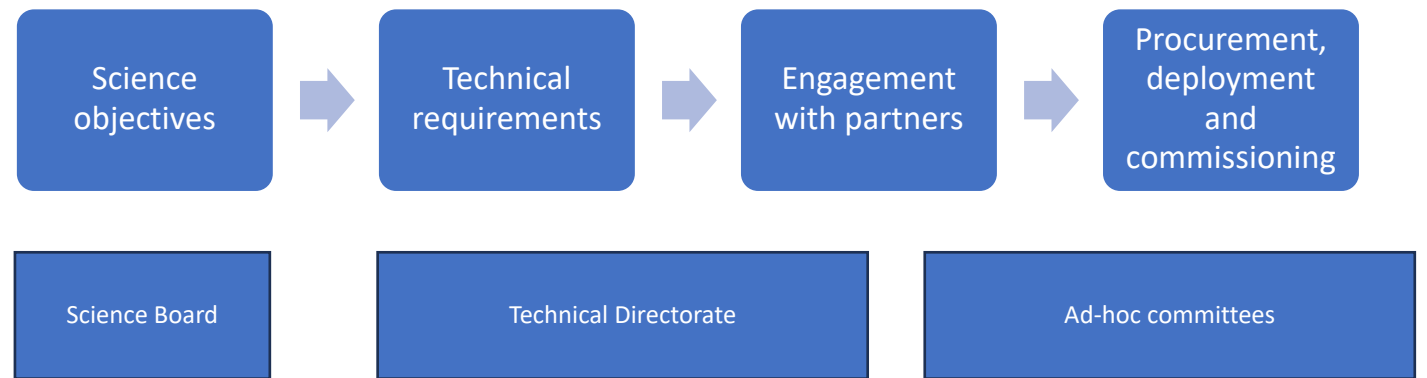 Science
objectives
Technical
requirements
Engagement
with partners
Procurement,
deployment
and
commissioning
Science Board
Technical Directorate
Ad-hoc committees